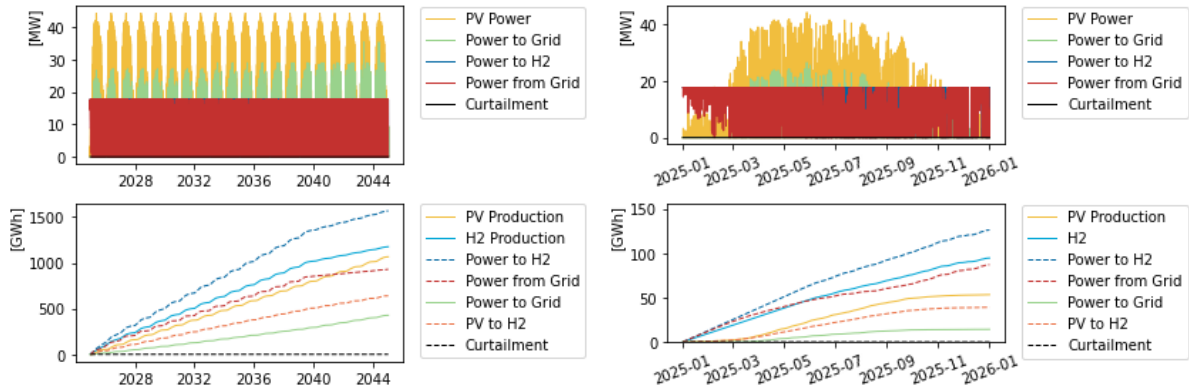 [MW]
40
30
20
10
0
2028 2032 2036 2040 2044
PV Power
Power to Grid
Power to H2
Power from Grid
Curtailment
[MW]
40
20
0
2025-01 2025-03 2025-05 2025-07 2025-09 2025-11 2026-01
PV Power
Power to Grid
Power to H2
Power from Grid
Curtailment
[GWh]
1500
1000
500
0
2028 2032 2036 2040 2044
PV Production
H2 Production
Power to H2
Power from Grid
Power to Grid
PV to H2
Curtailment
[GWh]
150
100
50
0
2025-01 2025-03 2025-05 2025-07 2025-09 2025-11 2026-01
PV Production
H2
Power to H2
Power from Grid
Power to Grid
PV to H2
Curtailment